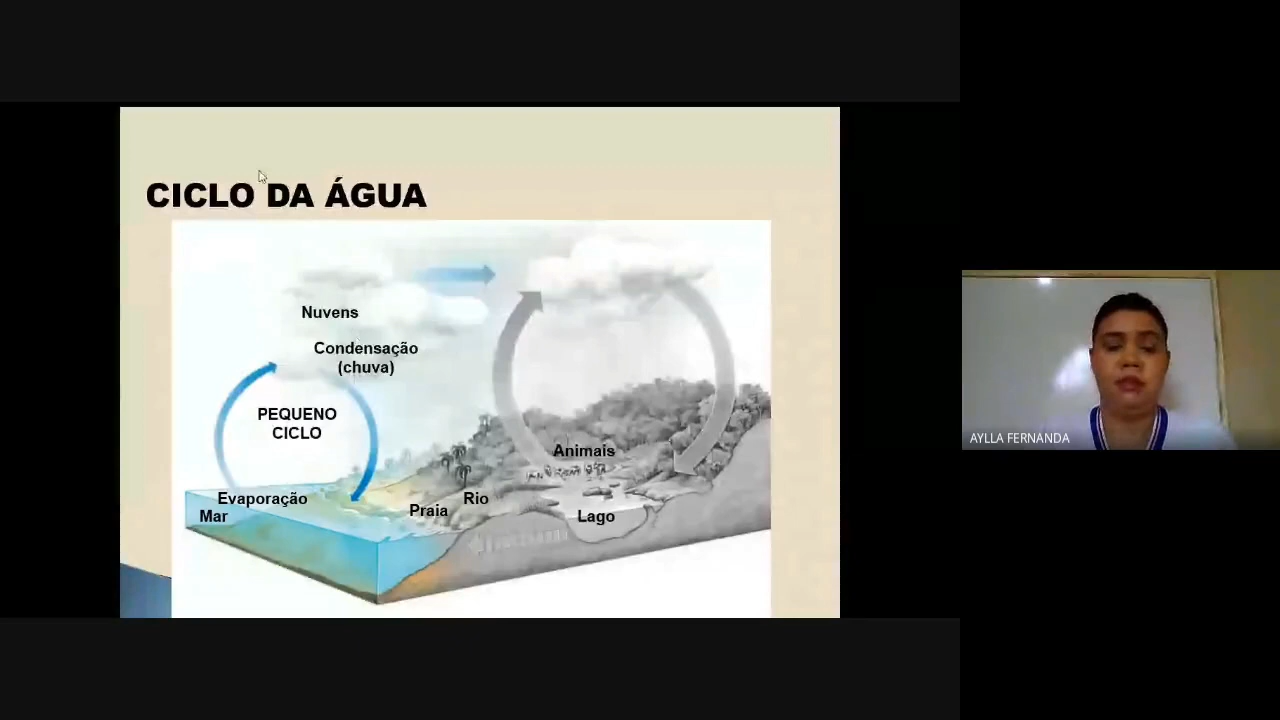 CICLO DA ÁGUA
Nuvens
Condensação
(chuva)
PEQUENO
CICLO
Animais
Evaporação
Mar
Praia
Rio
Lago
AYLLA FERNANDA